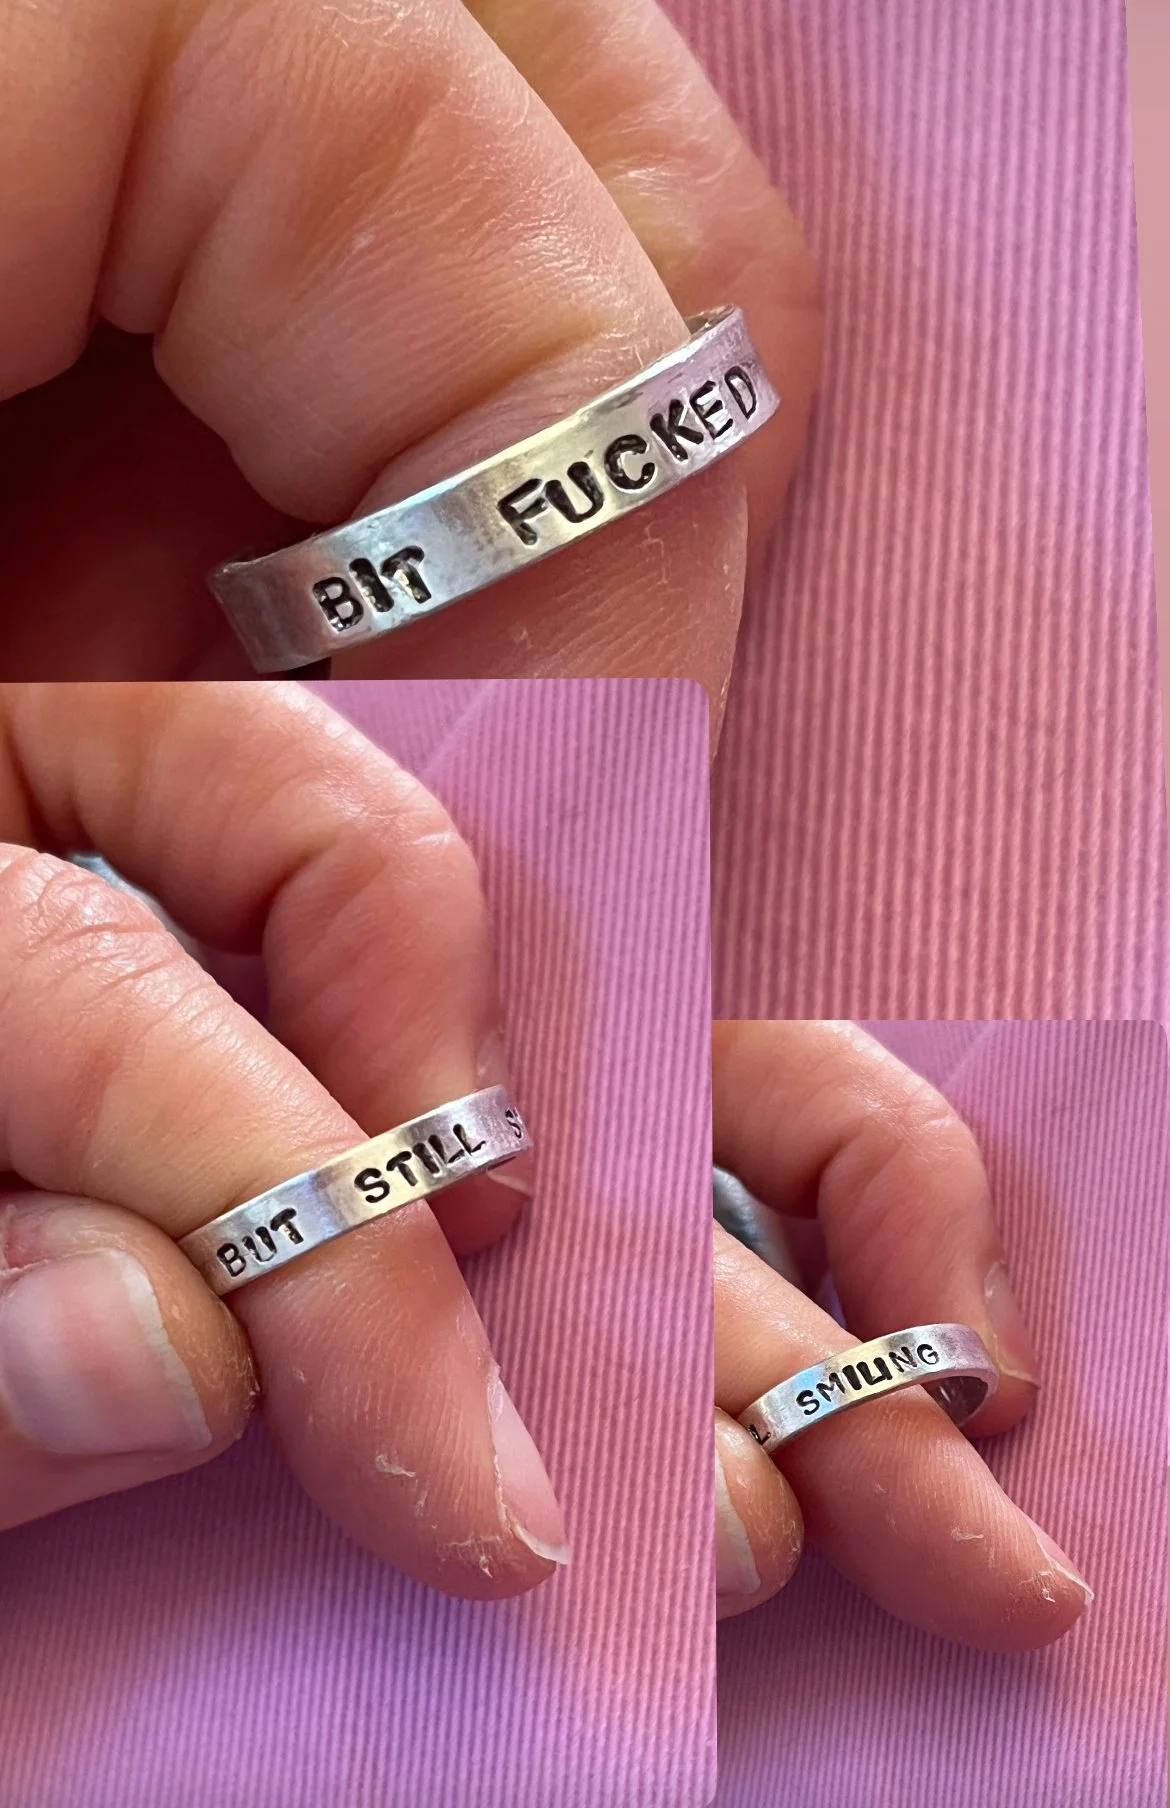 BIT FUCKED
BUT STILL S
L SMILING